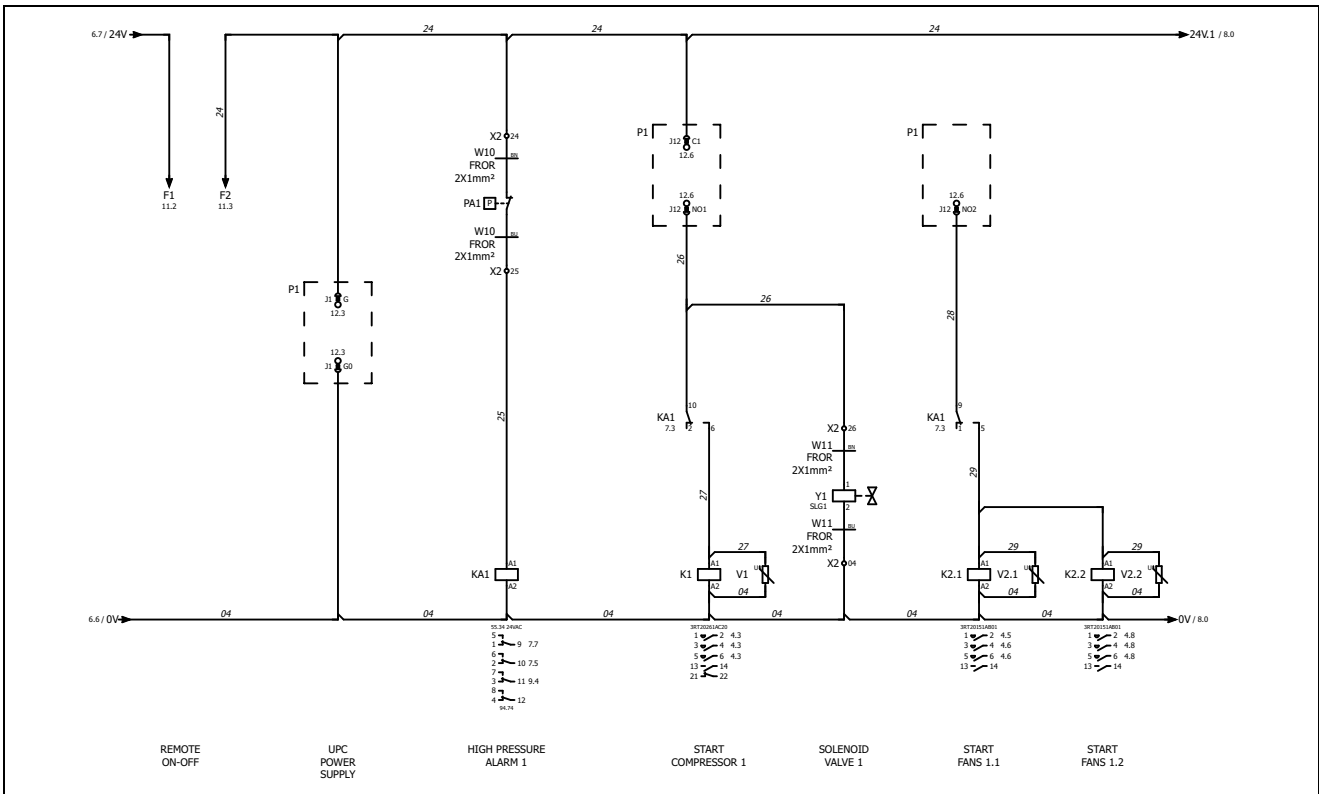 6.7 / 24V
24
24
24
24V.1 / 8.0
24
F1
11.2
F2
11.3
P1
J1 G
12.3
12.3
J1 G0
X2 24
W10 BN
FROR
2X1mm²
PA1 P
W10 BU
FROR
2X1mm²
X2 25
25
KA1 A1
A2
P1
J12 C1
12.6
12.6
J12 NO1
26
26
KA1 10
7.3 2 6
27
27
K1 A1 V1 U
A2
04
X2 26
W11 BN
FROR
2X1mm²
Y1 1
SLG1 2
W11 BU
FROR
2X1mm²
X2 04
P1
12.6
J12 NO2
28
KA1 9
7.3 1 5
29
29
K2.1 A1 V2.1 U
A2
04
29
K2.2 A1 V2.2 U
A2
04
6.6 / 0V
04
04
04
04
04
04
0V / 8.0
55.34 24VAC
5
1 9 7.7
6
2 10 7.5
7
3 11 9.4
8
4 12
94.74
3RT20261AC20
1 2 4.3
3 4 4.3
5 6 4.3
13 14
21 22
3RT20151AB01
1 2 4.5
3 4 4.6
5 6 4.6
13 14
3RT20151AB01
1 2 4.8
3 4 4.8
5 6 4.8
13 14
REMOTE
ON-OFF
UPC
POWER
SUPPLY
HIGH PRESSURE
ALARM 1
START
COMPRESSOR 1
SOLENOID
VALVE 1
START
FANS 1.1
START
FANS 1.2